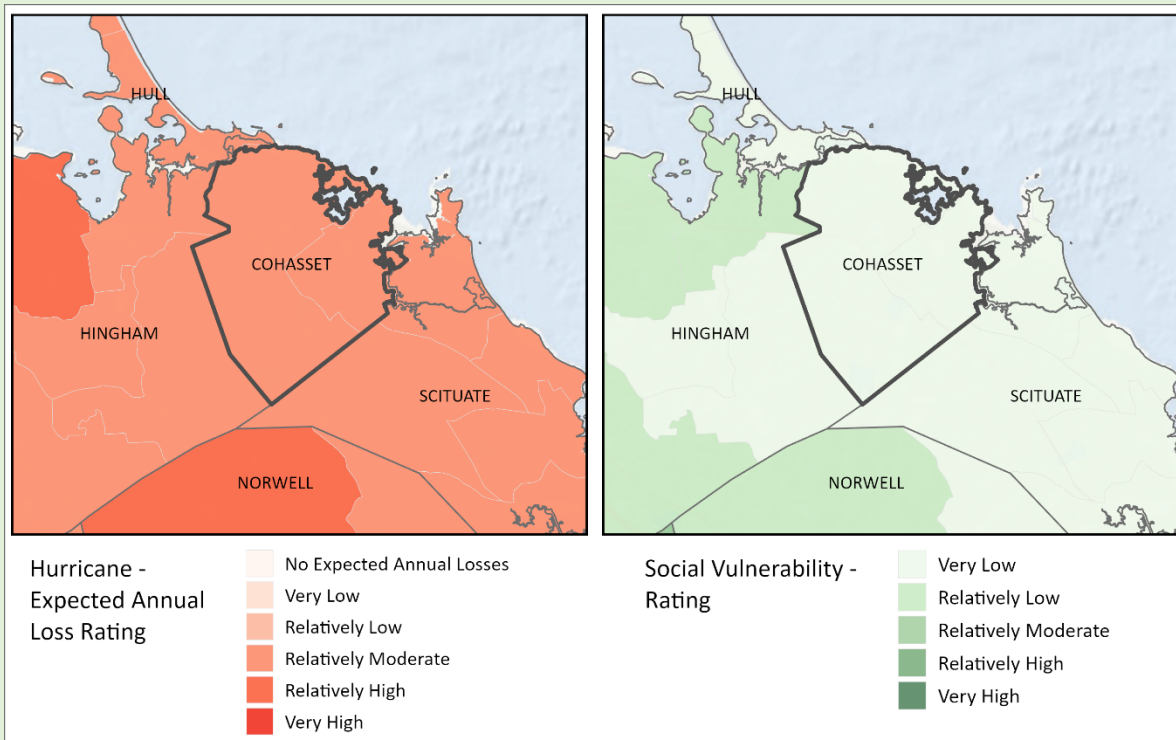 HULL
COHASSET
HINGHAM
SCITUATE
NORWELL
Hurricane -
Expected Annual
Loss Rating
No Expected Annual Losses
Very Low
Relatively Low
Relatively Moderate
Relatively High
Very High
HULL
COHASSET
HINGHAM
SCITUATE
NORWELL
Social Vulnerability -
Rating
Very Low
Relatively Low
Relatively Moderate
Relatively High
Very High